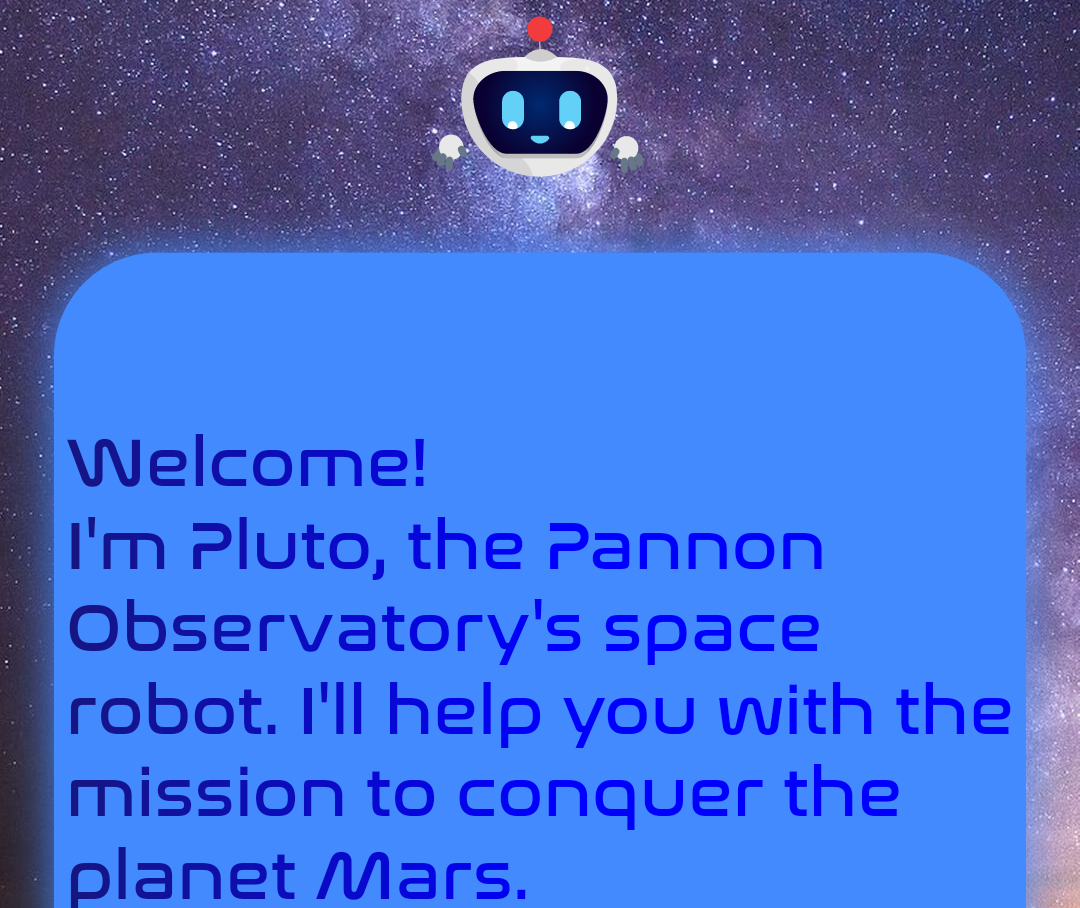 Welcome!
I'm Pluto, the Pannon
Observatory's space
robot. I'll help you with the
mission to conquer the
planet Mars.